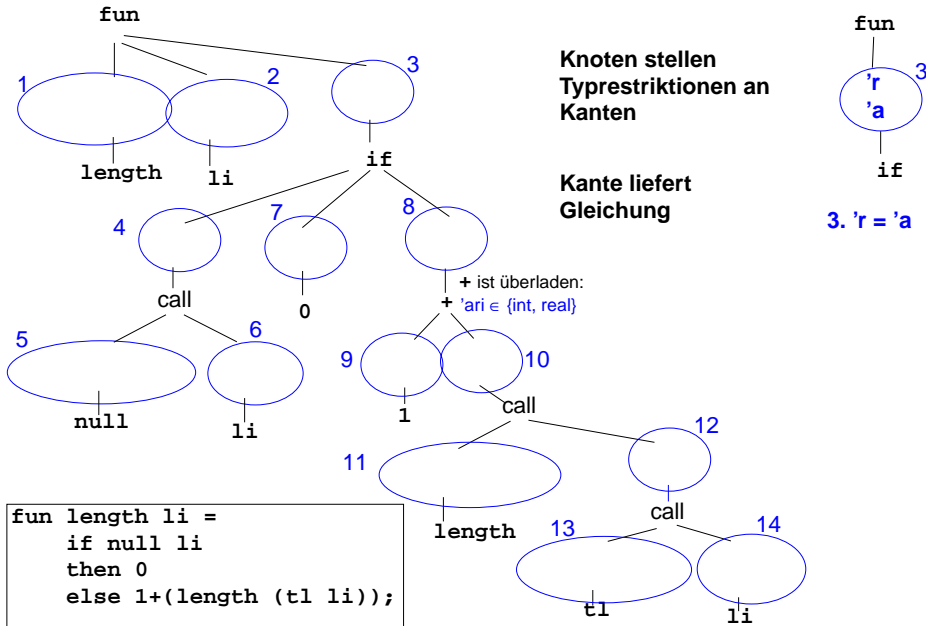 fun
1
2
3
length
li
if
4
7
8
call
0
+ ist überladen:
+ 'ari ∈ {int, real}
5
6
9
10
null
li
1
call
11
12
length
call
13
14
tl
li
fun length li =
if null li
then 0
else 1+(length (tl li));
Knoten stellen
Typrestriktionen an
Kanten
Kante liefert
Gleichung
fun
3
'r
'a
if
3. 'r = 'a